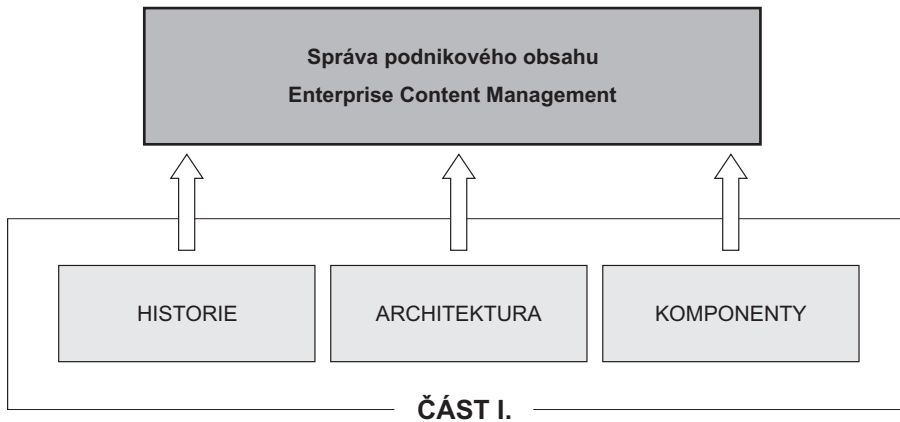 Správa podnikového obsahu
Enterprise Content Management
HISTORIE
ARCHITEKTURA
KOMPONENTY
ČÁST I.